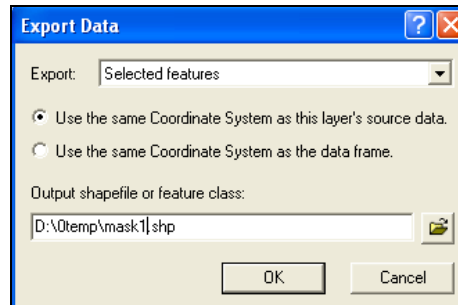 Export Data
Export: Selected features
Use the same Coordinate System as this layer's source data.
Use the same Coordinate System as the data frame.
Output shapefile or feature class:
D:\0temp\mask1.shp
OK Cancel